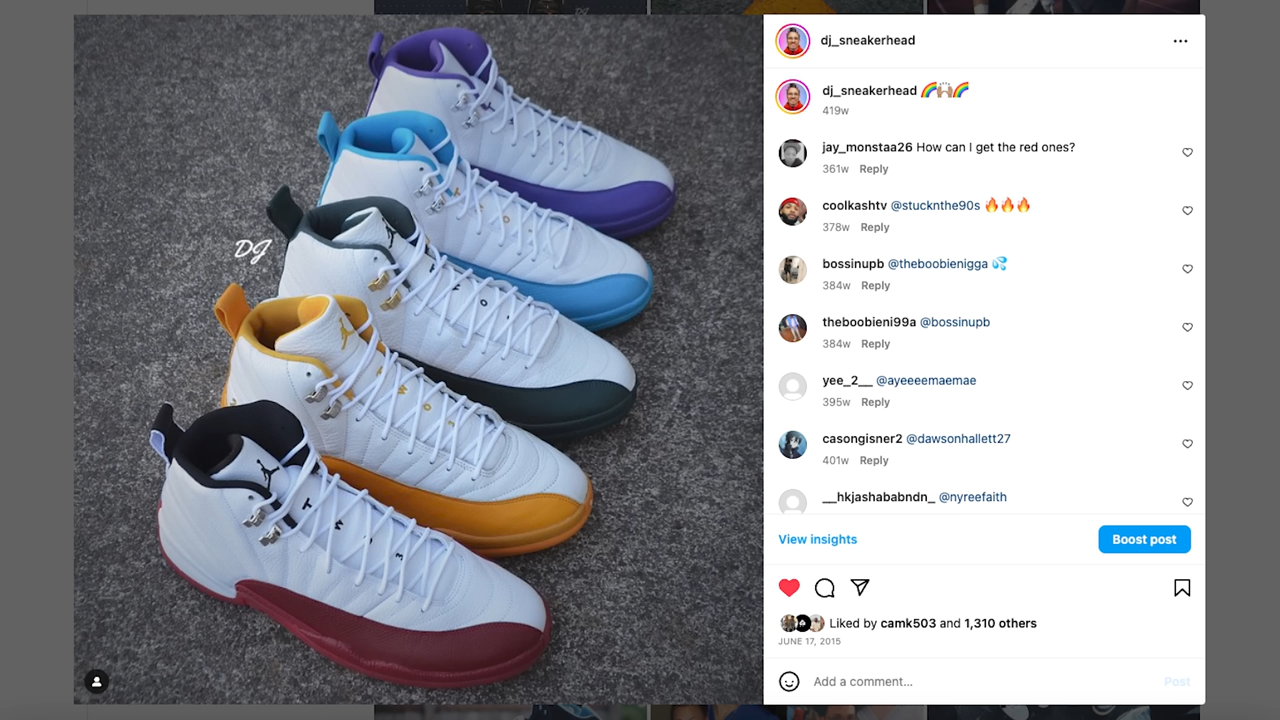 DJ
dj_sneakerhead
dj_sneakerhead 🌈🙌🏽🌈
419w
jay_monstaa26 How can I get the red ones?
361w Reply
coolkashtv @stucknthe90s 🔥🔥🔥
378w Reply
bossinupb @theboobienigga 💦
384w Reply
theboobieni99a @bossinupb
384w Reply
yee_2__ @ayeeeemaemae
395w Reply
casongisner2 @dawsonhallett27
401w Reply
__hkjashababndn_ @nyreefaith
View insights
Boost post
Liked by camk503 and 1,310 others
JUNE 17, 2015
Add a comment...
Post